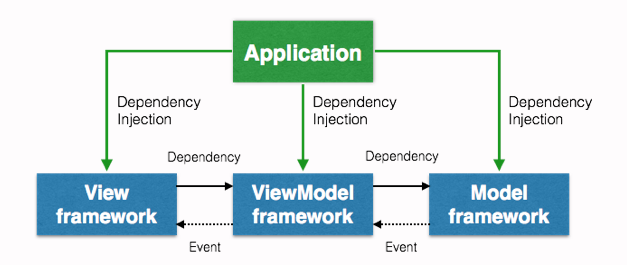 Application
Dependency
Injection
Dependency
Injection
Dependency
Injection
Dependency
Dependency
View
framework
ViewModel
framework
Model
framework
Event
Event